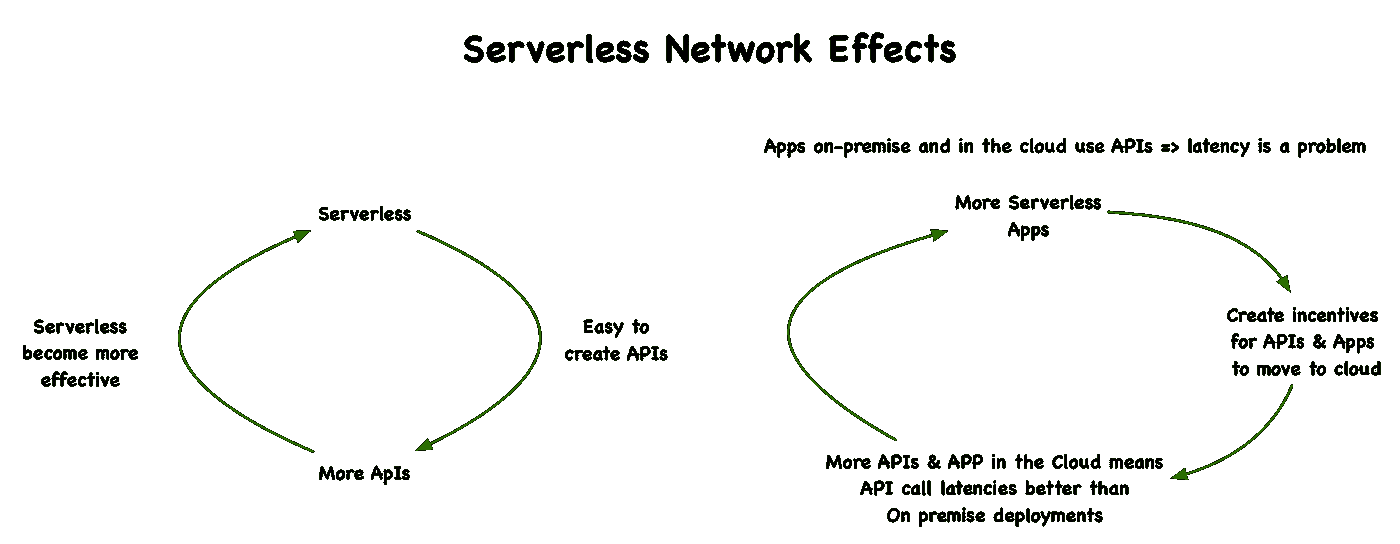 Serverless Network Effects
Apps on-premise and in the cloud use APIs => latency is a problem
Serverless
Serverless
become more
effective
Easy to
create APIs
More ApIs
More Serverless
Apps
Create incentives
for APIs & Apps
to move to cloud
More APIs & APP in the Cloud means
API call latencies better than
On premise deployments